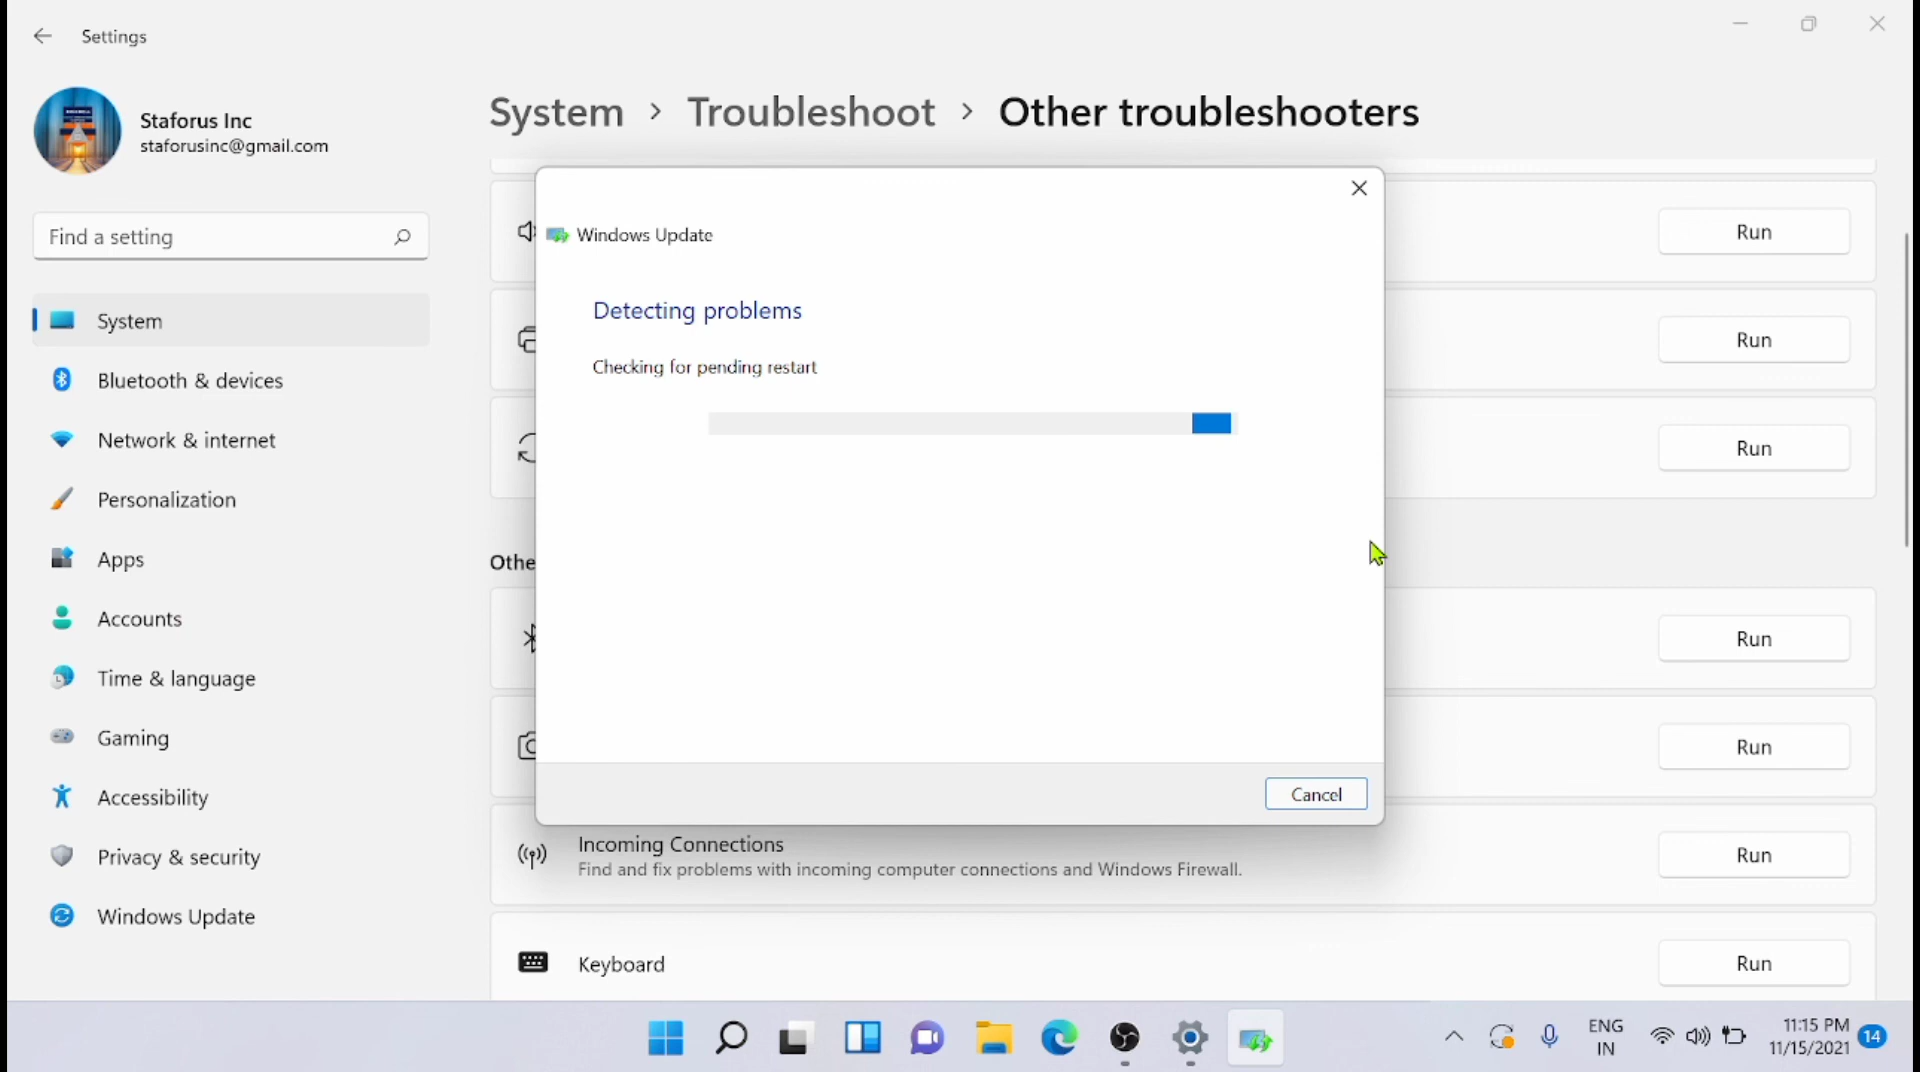 Settings
Staforus Inc
staforusinc@gmail.com
Find a setting
System
Bluetooth & devices
Network & internet
Personalization
Apps
Accounts
Time & language
Gaming
Accessibility
Privacy & security
Windows Update
System > Troubleshoot > Other troubleshooters
Run
Run
Run
Othe
Run
Run
Windows Update
Detecting problems
Checking for pending restart
Cancel
Incoming Connections
Find and fix problems with incoming computer connections and Windows Firewall.
Run
Keyboard
Run
ENG
IN
11:15 PM
11/15/2021
14